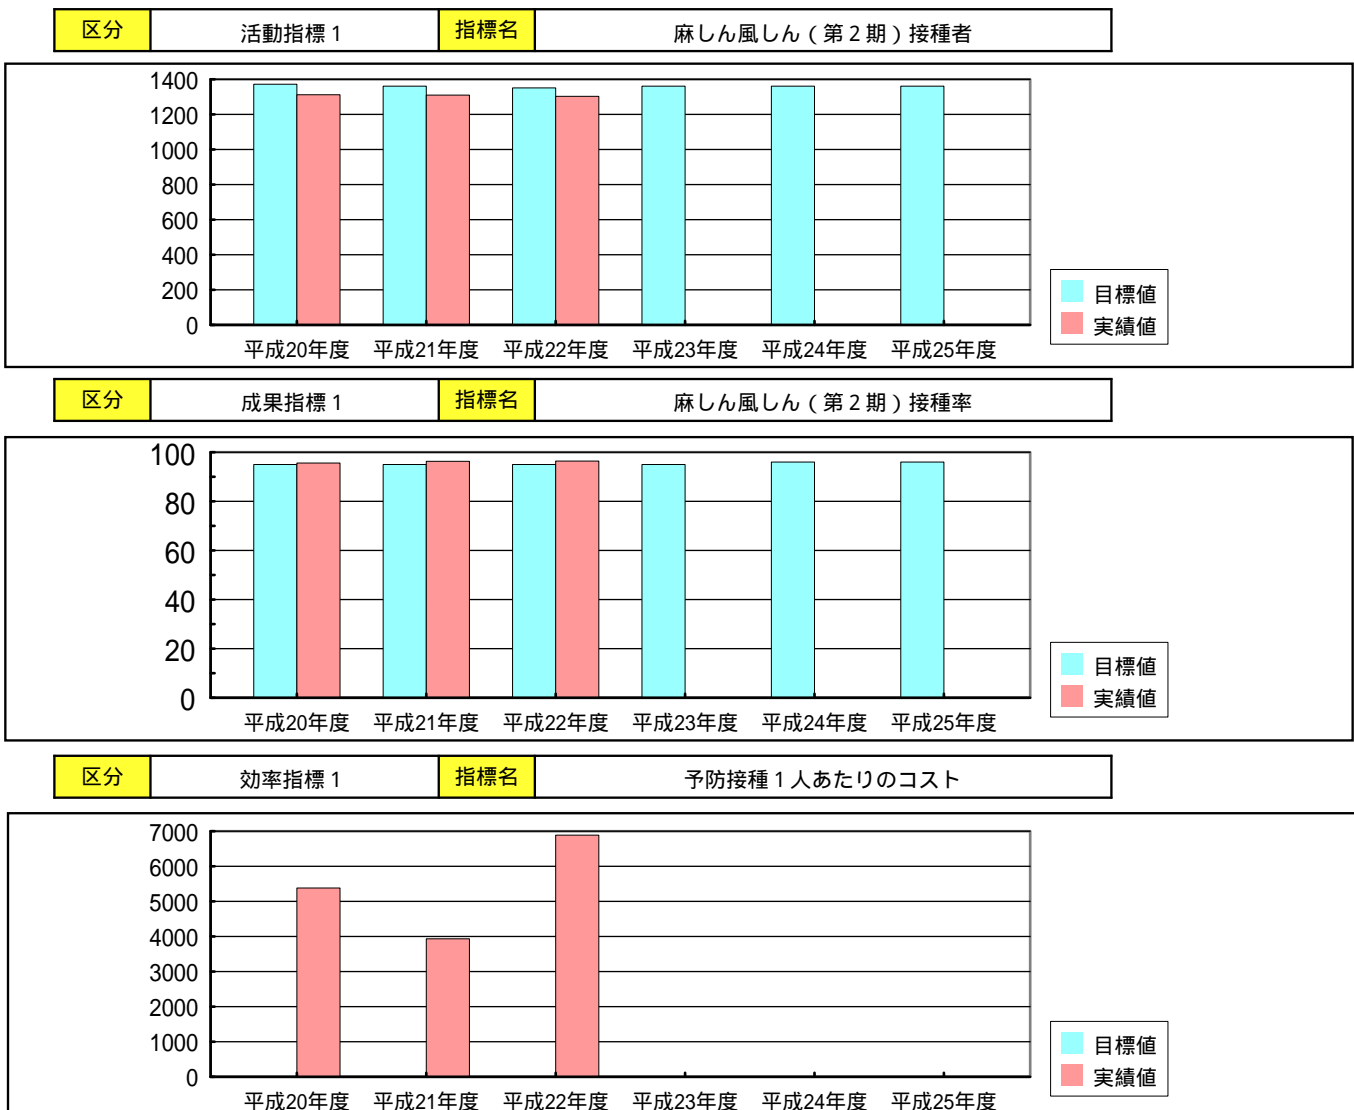 区分 活動指標1 指標名 麻しん風しん(第2期)接種者
1400
1200
1000
800
600
400
200
0
平成20年度 平成21年度 平成22年度 平成23年度 平成24年度 平成25年度
目標値
実績値
区分 成果指標1 指標名 麻しん風しん(第2期)接種率
100
80
60
40
20
0
平成20年度 平成21年度 平成22年度 平成23年度 平成24年度 平成25年度
目標値
実績値
区分 効率指標1 指標名 予防接種1人あたりのコスト
7000
6000
5000
4000
3000
2000
1000
0
平成20年度 平成21年度 平成22年度 平成23年度 平成24年度 平成25年度
目標値
実績値